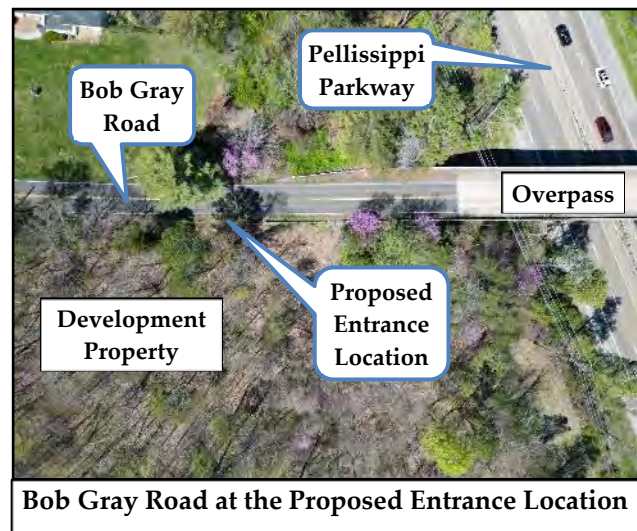 Pellissippi
Parkway
Bob Gray
Road
Overpass
Proposed
Entrance
Location
Development
Property
Bob Gray Road at the Proposed Entrance Location